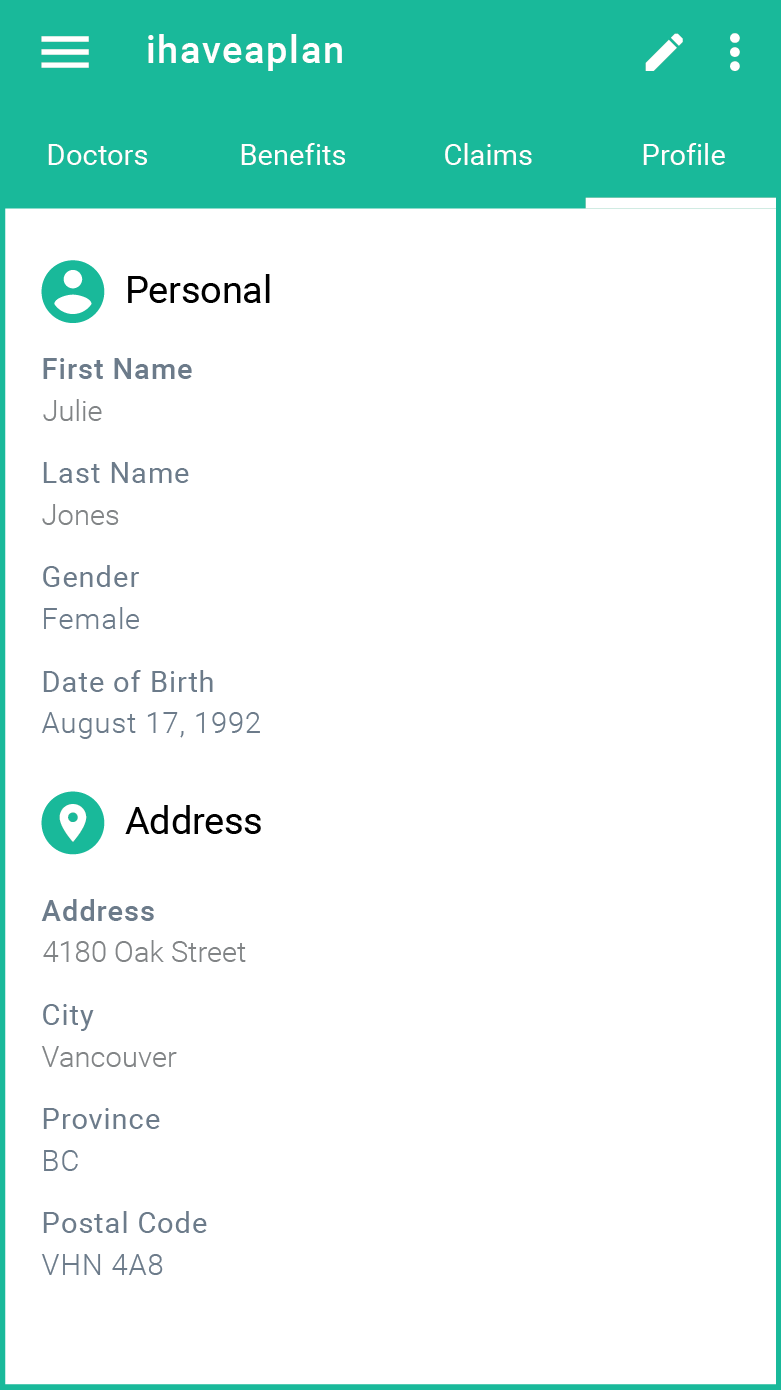 ihaveaplan
Doctors Benefits Claims Profile
Personal
First Name
Julie
Last Name
Jones
Gender
Female
Date of Birth
August 17, 1992
Address
Address
4180 Oak Street
City
Vancouver
Province
BC
Postal Code
VHN 4A8